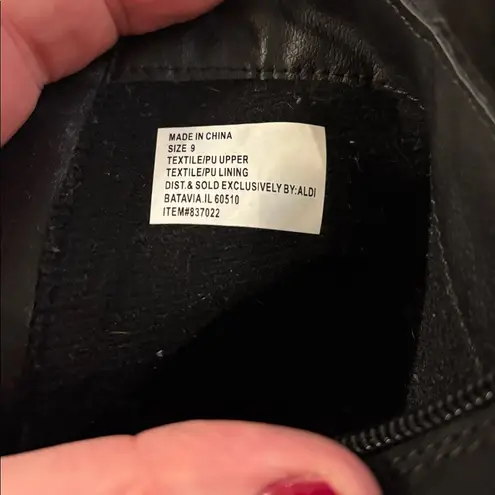 MADE IN CHINA
SIZE 9
TEXTILE/PU UPPER
TEXTILE/PU LINING
DIST.& SOLD EXCLUSIVELY BY:ALDI
BATAVIA.IL 60510
ITEM#837022